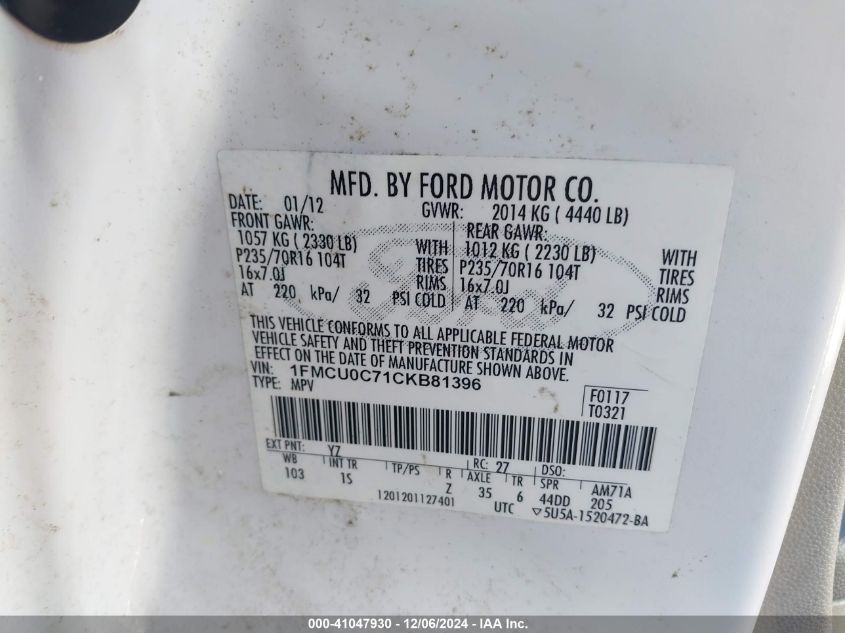 MFD. BY FORD MOTOR CO.
DATE: 01/12 GVWR: 2014 KG ( 4440 LB)
FRONT GAWR: REAR GAWR:
1057 KG ( 2330 LB) WITH 1012 KG ( 2230 LB) WITH
P235/70R16 104T TIRES P235/70R16 104T TIRES
16x7.0J RIMS 16x7.0J RIMS
AT 220 kPa/ 32 PSI COLD AT 220 kPa/ 32 PSI COLD
THIS VEHICLE CONFORMS TO ALL APPLICABLE FEDERAL MOTOR
VEHICLE SAFETY AND THEFT PREVENTION STANDARDS IN
EFFECT ON THE DATE OF MANUFACTURE SHOWN ABOVE.
VIN: 1FMCU0C71CKB81396
TYPE: MPV
F0117
T0321
EXT PNT: YZ RC: 27 DSO:
WB INT TR TP/PS R AXLE TR SPR AM71A
103 1S Z 35 6 44DD 205
1201201127401 UTC ▽5U5A-1520472-BA
Ford
000-41047930 - 12/06/2024 - IAA Inc.